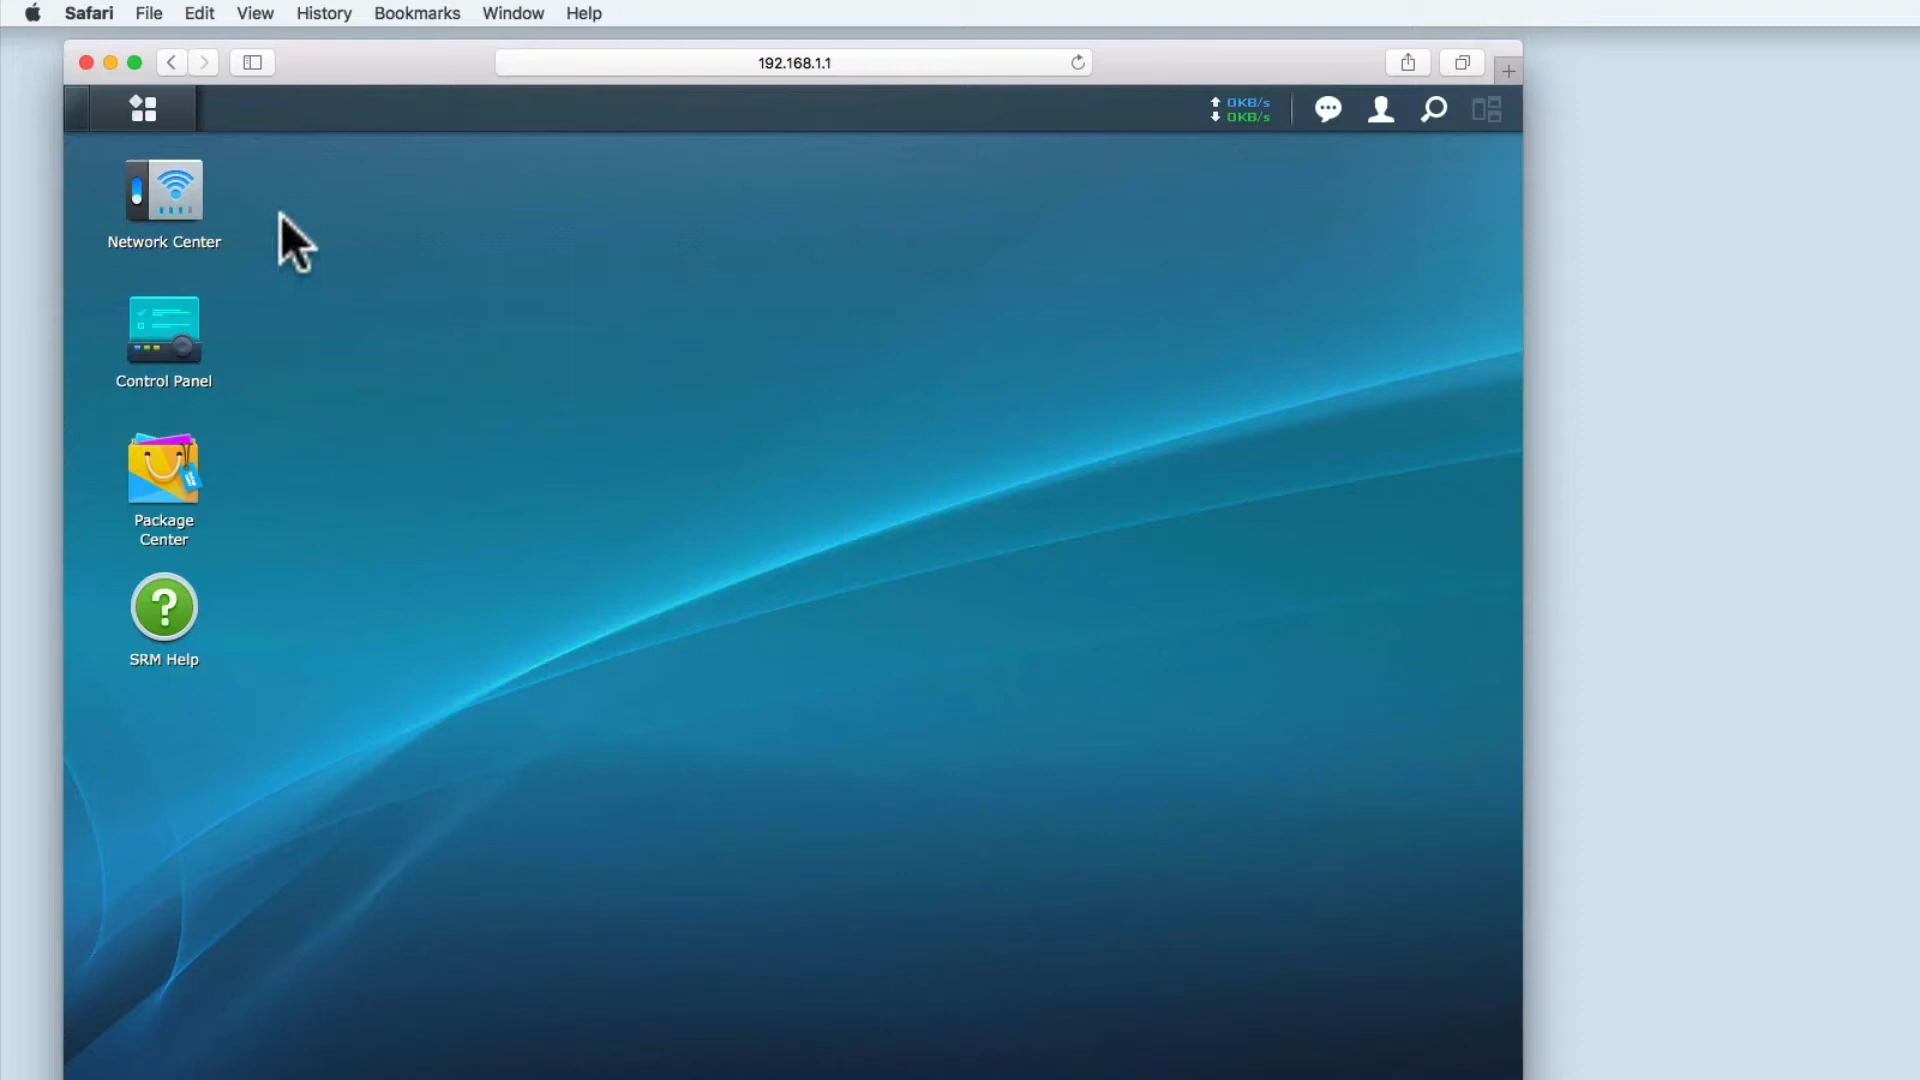 Safari File Edit View History Bookmarks Window Help
192.168.1.1
0KB/s
0KB/s
Network Center
Control Panel
Package
Center
SRM Help